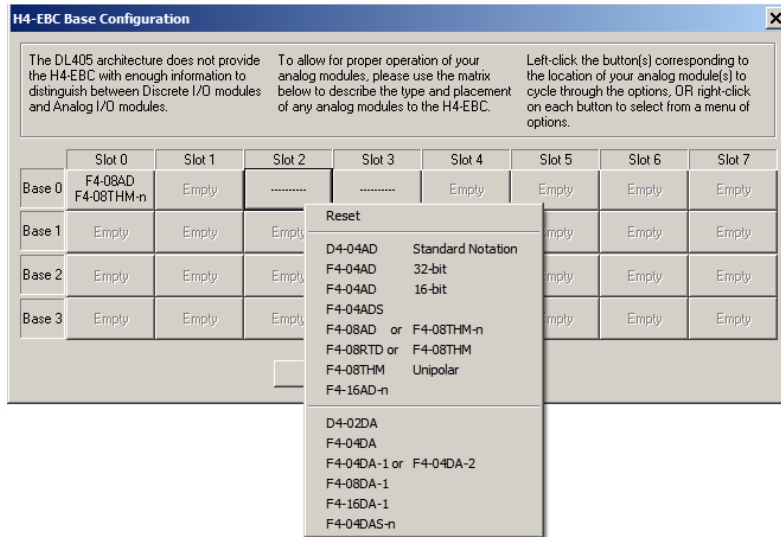 H4-EBC Base Configuration
The DL405 architecture does not provide
the H4-EBC with enough information to
distinguish between Discrete I/O modules
and Analog I/O modules.
To allow for proper operation of your
analog modules, please use the matrix
below to describe the type and placement
of any analog modules to the H4-EBC.
Left-click the button(s) corresponding to
the location of your analog module(s) to
cycle through the options, OR right-click
on each button to select from a menu of
options.
Slot 0 Slot 1 Slot 2 Slot 3 Slot 4 Slot 5 Slot 6 Slot 7
Base 0 F4-08AD Empty ---------- ---------- Empty Empty Empty Empty
F4-08THM-n
Base 1 Empty Empty Empty Empty Empty
Base 2 Empty Empty Empty Empty Empty
Base 3 Empty Empty Empty Empty Empty
Reset
D4-04AD Standard Notation
F4-04AD 32-bit
F4-04AD 16-bit
F4-04ADS
F4-08AD or F4-08THM-n
F4-08RTD or F4-08THM
F4-08THM Unipolar
F4-16AD-n
D4-02DA
F4-04DA
F4-04DA-1 or F4-04DA-2
F4-08DA-1
F4-16DA-1
F4-04DAS-n